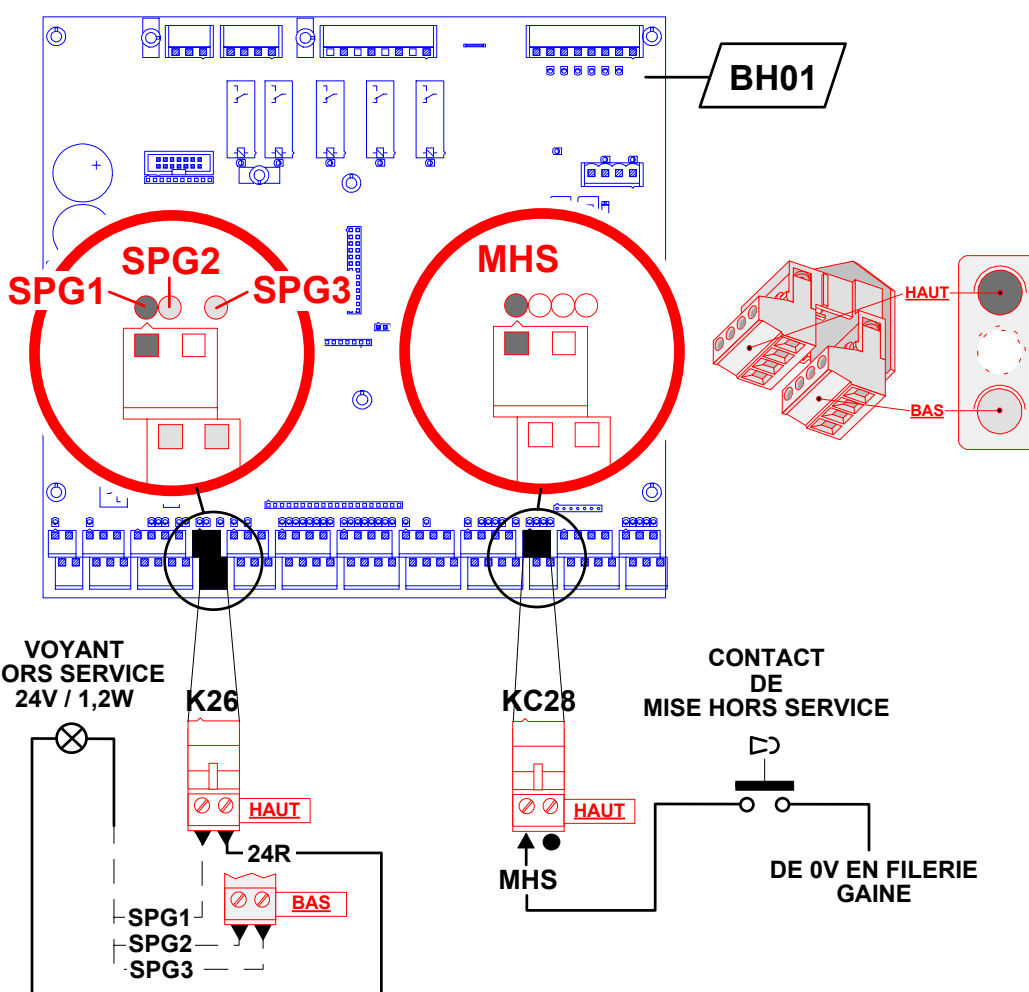 BH01
SPG2
MHS
SPG1
SPG3
HAUT
BAS
VOYANT
ORS SERVICE
24V / 1,2W
K26
KC28
CONTACT
DE
MISE HORS SERVICE
HAUT
HAUT
24R
MHS
DE 0V EN FILERIE
GAINE
BAS
SPG1
SPG2
SPG3